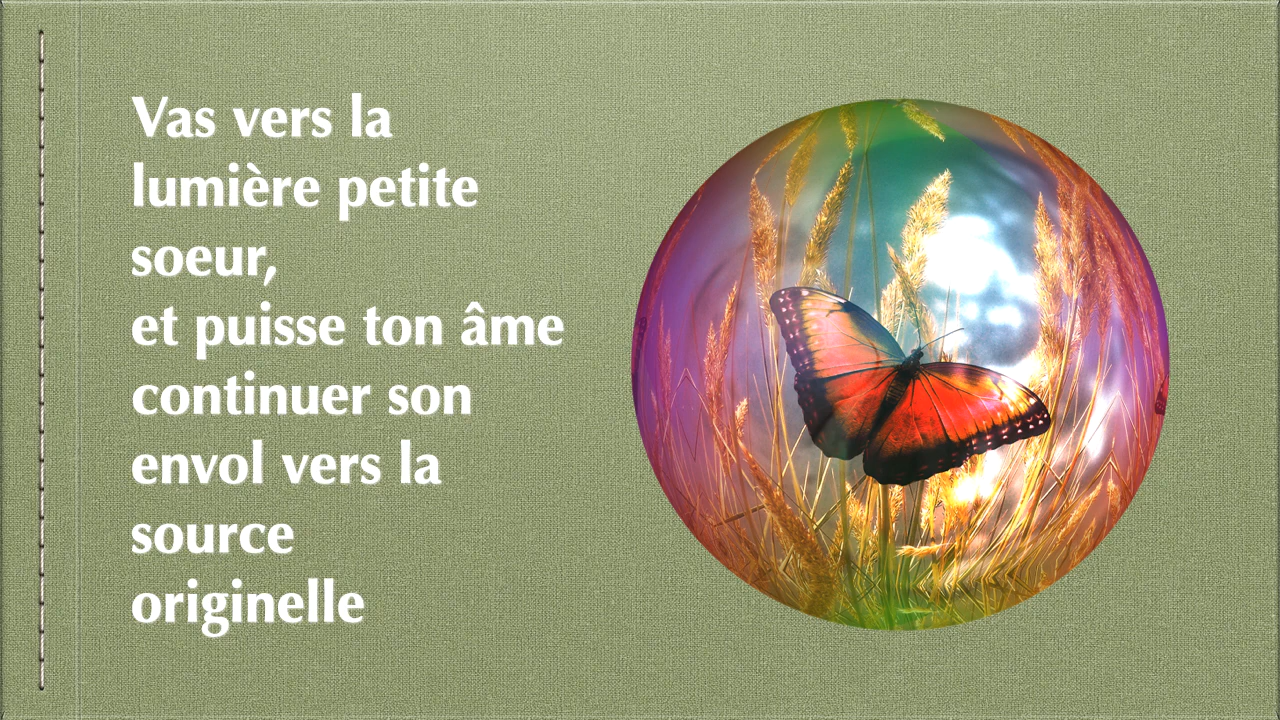 Vas vers la
lumière petite
soeur,
et puisse ton âme
continuer son
envol vers la
source
originelle